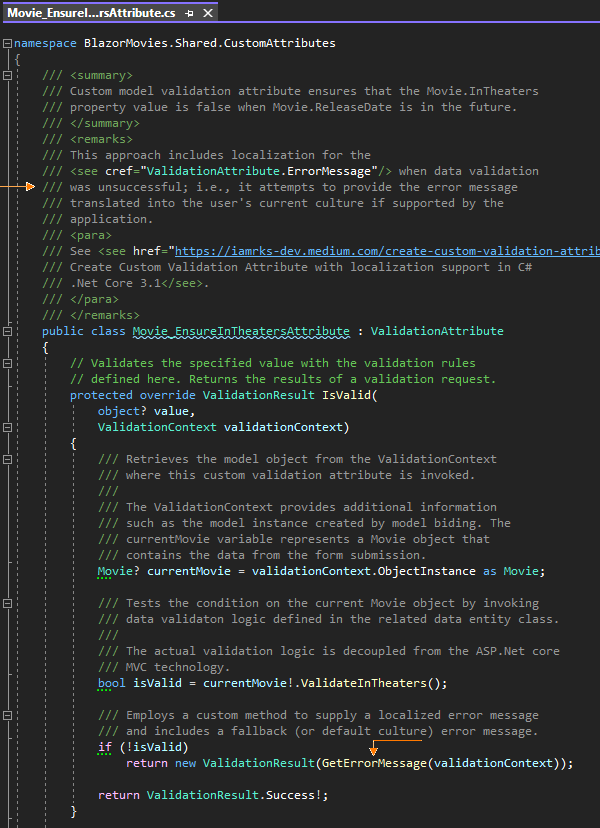 Movie_EnsureI...rsAttribute.cs
namespace BlazorMovies.Shared.CustomAttributes
{
/// <summary>
/// Custom model validation attribute ensures that the Movie.InTheaters
/// property value is false when Movie.ReleaseDate is in the future.
/// </summary>
/// <remarks>
/// This approach includes localization for the
/// <see cref="ValidationAttribute.ErrorMessage"/> when data validation
/// was unsuccessful; i.e., it attempts to provide the error message
/// translated into the user's current culture if supported by the
/// application.
/// <para>
/// See <see href="https://iamrks-dev.medium.com/create-custom-validation-attrib
/// Create Custom Validation Attribute with localization support in C#
/// .Net Core 3.1</see>.
/// </para>
/// </remarks>
public class Movie_EnsureInTheatersAttribute : ValidationAttribute
{
// Validates the specified value with the validation rules
// defined here. Returns the results of a validation request.
protected override ValidationResult IsValid(
object? value,
ValidationContext validationContext)
{
/// Retrieves the model object from the ValidationContext
/// where this custom validation attribute is invoked.
///
/// The ValidationContext provides additional information
/// such as the model instance created by model biding. The
/// currentMovie variable represents a Movie object that
/// contains the data from the form submission.
Movie? currentMovie = validationContext.ObjectInstance as Movie;
/// Tests the condition on the current Movie object by invoking
/// data validaton logic defined in the related data entity class.
///
/// The actual validation logic is decoupled from the ASP.Net core
/// MVC technology.
bool isValid = currentMovie!.ValidateInTheaters();
/// Employs a custom method to supply a localized error message
/// and includes a fallback (or default culture) error message.
if (!isValid)
return new ValidationResult(GetErrorMessage(validationContext));
return ValidationResult.Success!;
}